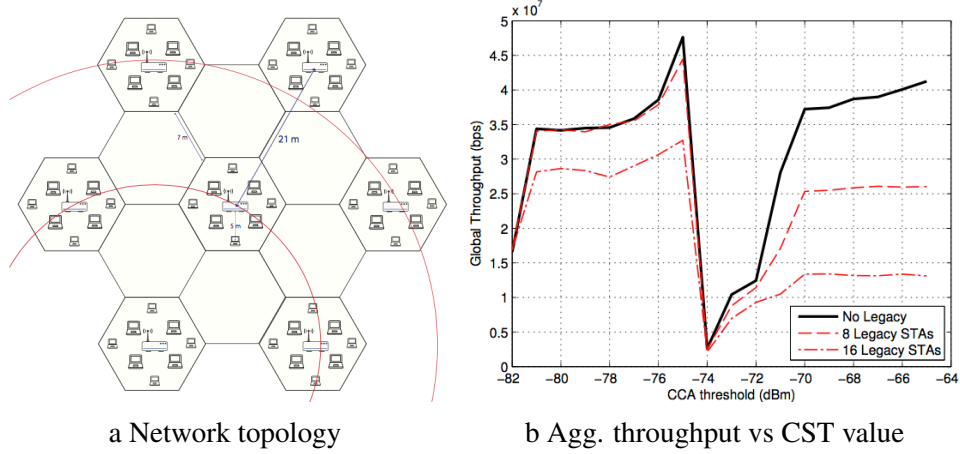 7 m
21 m
5 m
a Network topology
x 10^7
5
4.5
4
3.5
3
2.5
2
1.5
1
0.5
0
Global Throughput (bps)
−82 −80 −78 −76 −74 −72 −70 −68 −66 −64
CCA threshold (dBm)
No Legacy
8 Legacy STAs
16 Legacy STAs
b Agg. throughput vs CST value